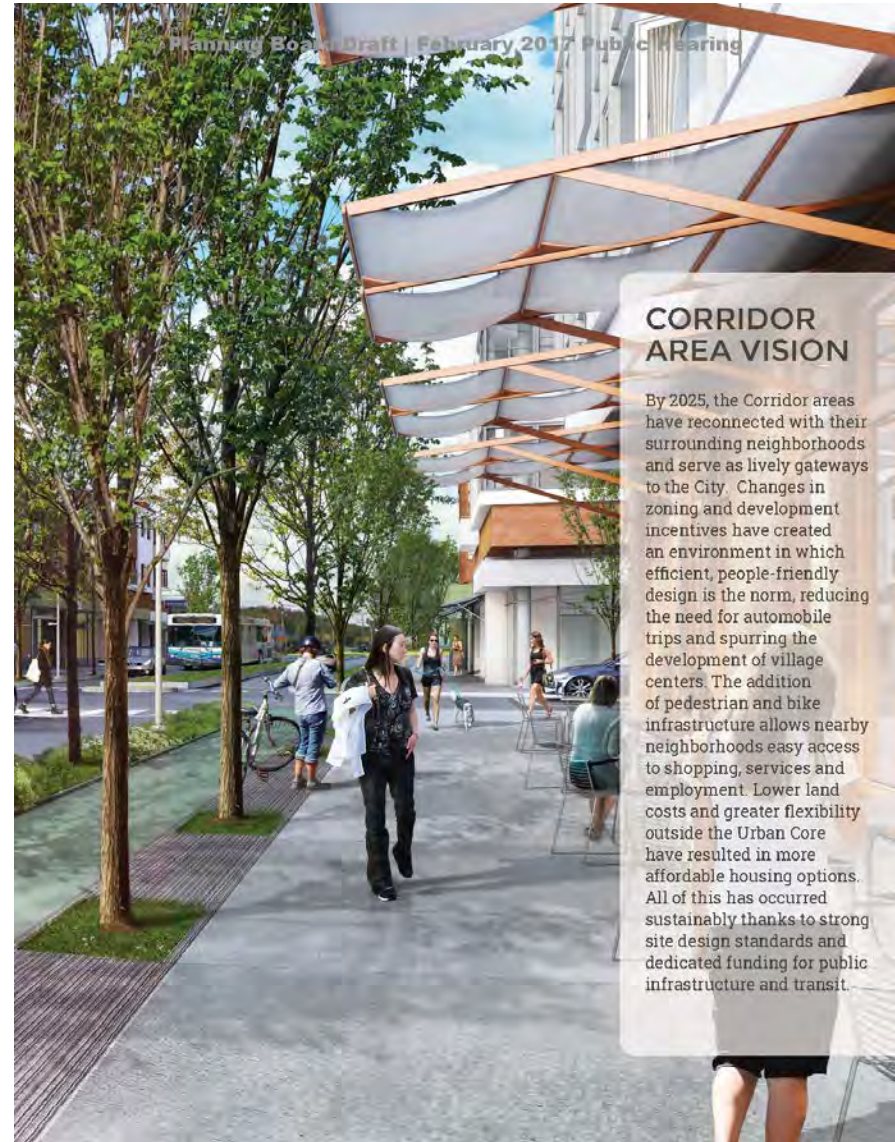 Planning Board Draft | February 2017 Public Hearing
CORRIDOR
AREA VISION
By 2025, the Corridor areas
have reconnected with their
surrounding neighborhoods
and serve as lively gateways
to the City. Changes in
zoning and development
incentives have created
an environment in which
efficient, people-friendly
design is the norm, reducing
the need for automobile
trips and spurring the
development of village
centers. The addition
of pedestrian and bike
infrastructure allows nearby
neighborhoods easy access
to shopping, services and
employment. Lower land
costs and greater flexibility
outside the Urban Core
have resulted in more
affordable housing options.
All of this has occurred
sustainably thanks to strong
site design standards and
dedicated funding for public
infrastructure and transit.